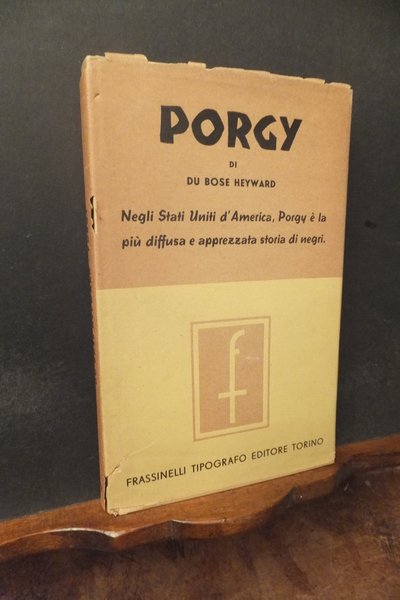 PORGY
DI
DU BOSE HEYWARD
Negli Stati Uniti d'America, Porgy è la
più diffusa e apprezzata storia di negri.
f
FRASSINELLI TIPOGRAFO EDITORE TORINO